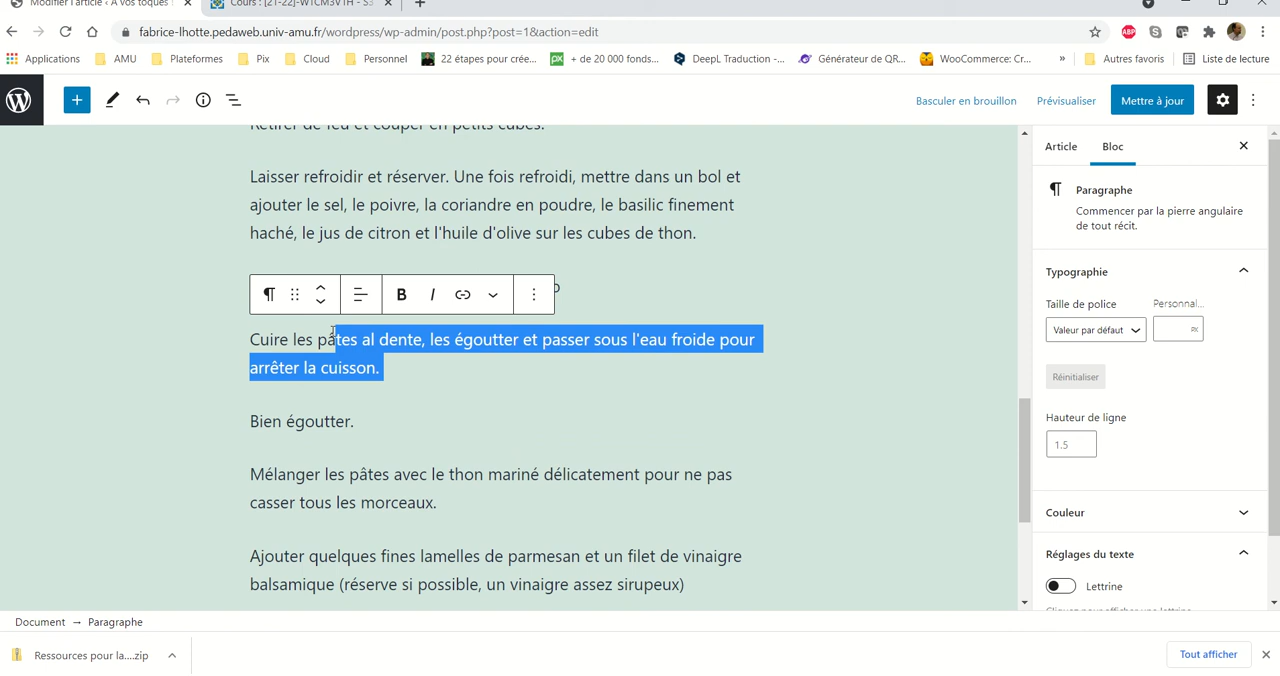 Modifier l'article ‹ A vos toques
Cours : [21-22]-W1CM3V1H - S3
fabrice-lhotte.pedaweb.univ-amu.fr/wordpress/wp-admin/post.php?post=1&action=edit
Applications
AMU
Plateformes
Pix
Cloud
Personnel
22 étapes pour crée...
+ de 20 000 fonds...
DeepL Traduction –...
Générateur de QR...
WooCommerce: Cr...
»
Autres favoris
Liste de lecture
Basculer en brouillon
Prévisualiser
Mettre à jour
Retirer de feu et couper en petits cubes.
Laisser refroidir et réserver. Une fois refroidi, mettre dans un bol et
ajouter le sel, le poivre, la coriandre en poudre, le basilic finement
haché, le jus de citron et l'huile d'olive sur les cubes de thon.
B I
Cuire les pâtes al dente, les égoutter et passer sous l'eau froide pour
arrêter la cuisson.
Bien égoutter.
Mélanger les pâtes avec le thon mariné délicatement pour ne pas
casser tous les morceaux.
Ajouter quelques fines lamelles de parmesan et un filet de vinaigre
balsamique (réserve si possible, un vinaigre assez sirupeux)
Article
Bloc
Paragraphe
Commencer par la pierre angulaire
de tout récit.
Typographie
Taille de police
Personnal...
Valeur par défaut
PX
Réinitialiser
Hauteur de ligne
1.5
Couleur
Réglages du texte
Lettrine
Document → Paragraphe
Ressources pour la....zip
Tout afficher